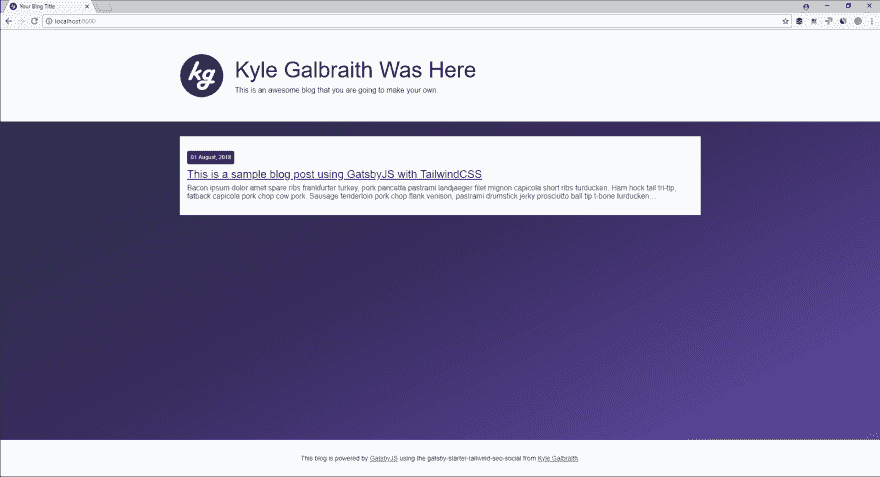 Your Blog Title
localhost:8000
kg
Kyle Galbraith Was Here
This is an awesome blog that you are going to make your own.
01 August, 2018
This is a sample blog post using GatsbyJS with TailwindCSS
Bacon ipsum dolor amet spare ribs frankfurter turkey, pork pancetta pastrami landjaeger filet mignon capicola short ribs turducken. Ham hock tail tri-tip,
fatback capicola pork chop cow pork. Sausage tenderloin pork chop flank venison, pastrami drumstick jerky prosciutto ball tip t-bone turducken…
This blog is powered by GatsbyJS using the gatsby-starter-tailwind-seo-social from Kyle Galbraith.